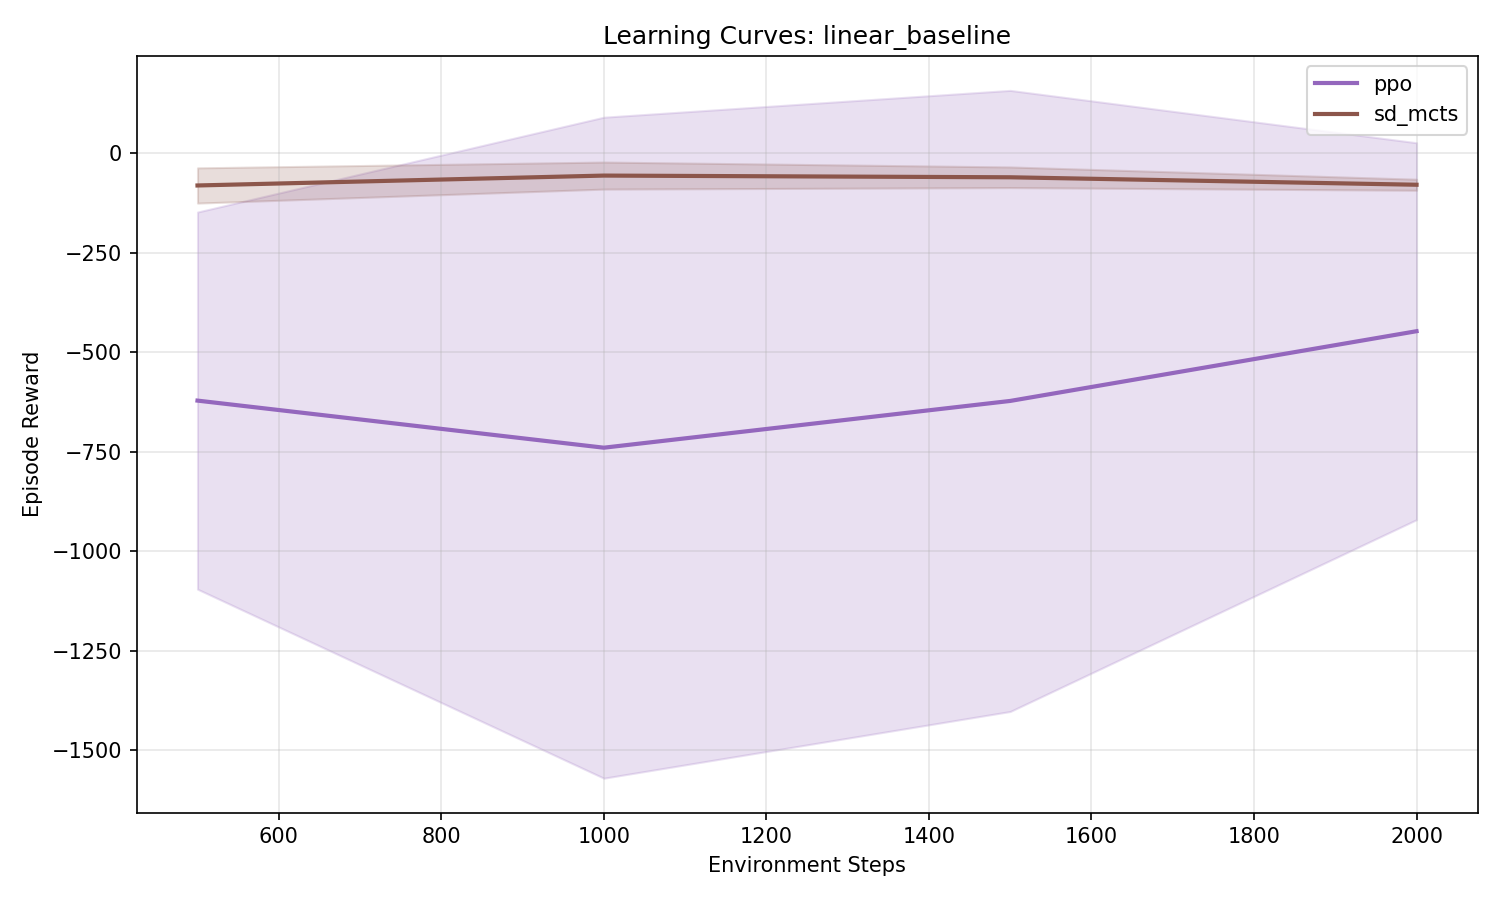 Learning Curves: linear_baseline
ppo
sd_mcts
0
−250
−500
−750
−1000
−1250
−1500
Episode Reward
600 800 1000 1200 1400 1600 1800 2000
Environment Steps